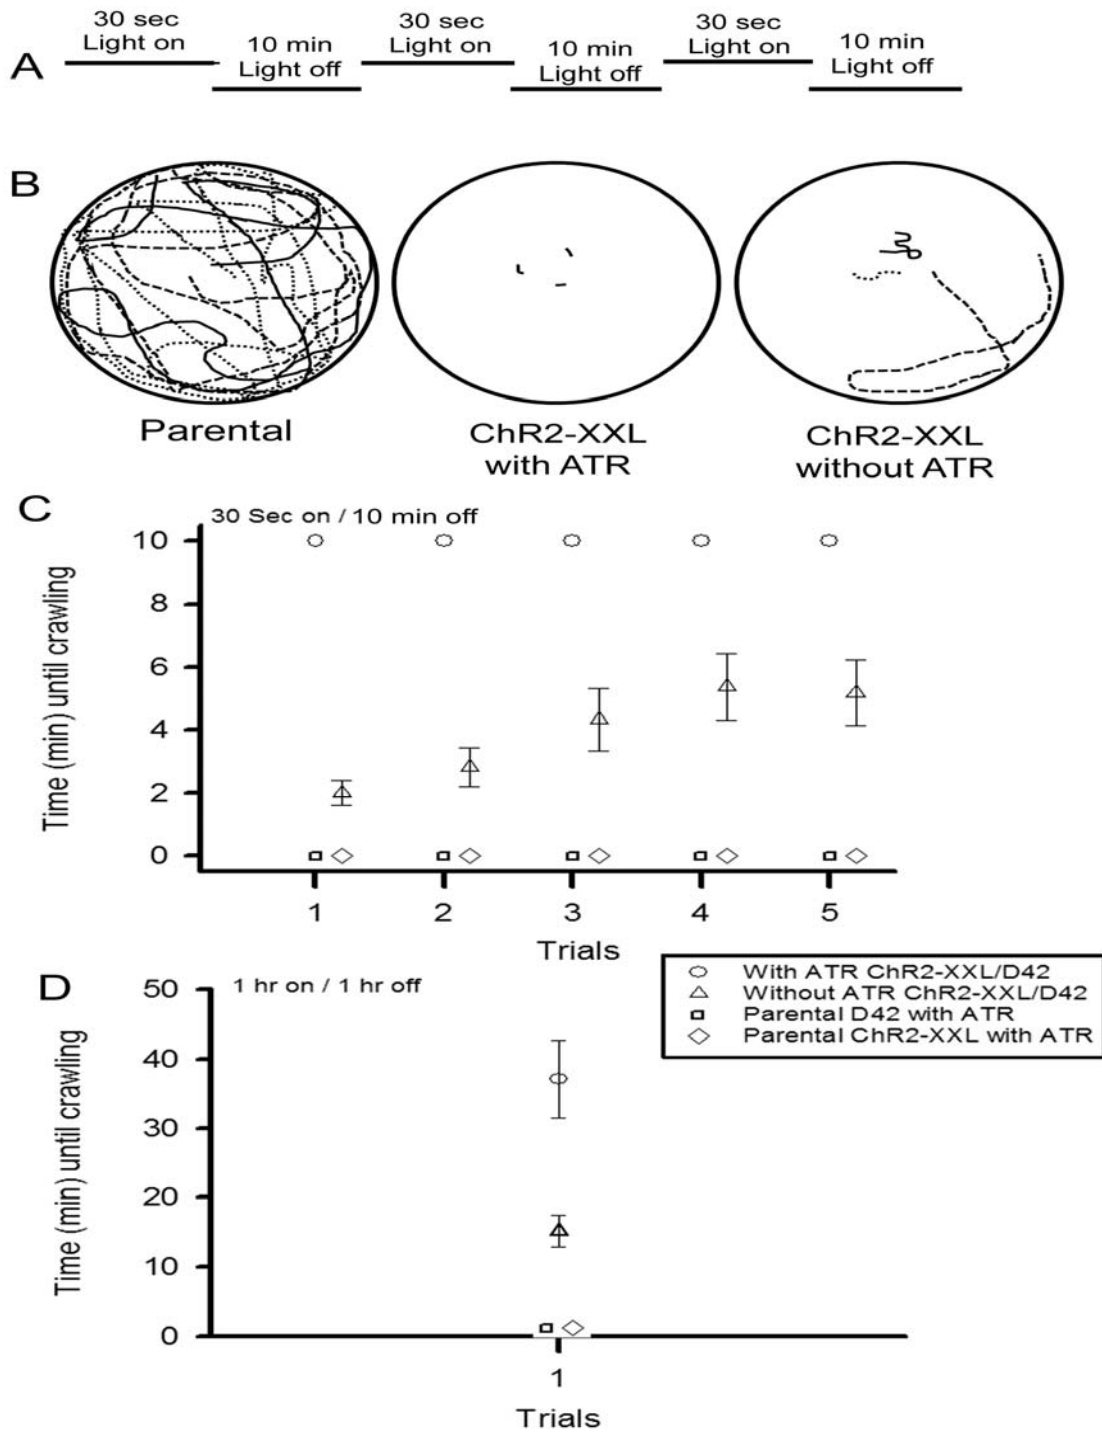 A
30 sec
Light on
10 min
Light off
30 sec
Light on
10 min
Light off
30 sec
Light on
10 min
Light off
B
Parental
ChR2-XXL
with ATR
ChR2-XXL
without ATR
C
30 Sec on / 10 min off
Time (min) until crawling
10
8
6
4
2
0
1 2 3 4 5
Trials
With ATR ChR2-XXL/D42
Without ATR ChR2-XXL/D42
Parental D42 with ATR
Parental ChR2-XXL with ATR
D
1 hr on / 1 hr off
Time (min) until crawling
50
40
30
20
10
0
1
Trials